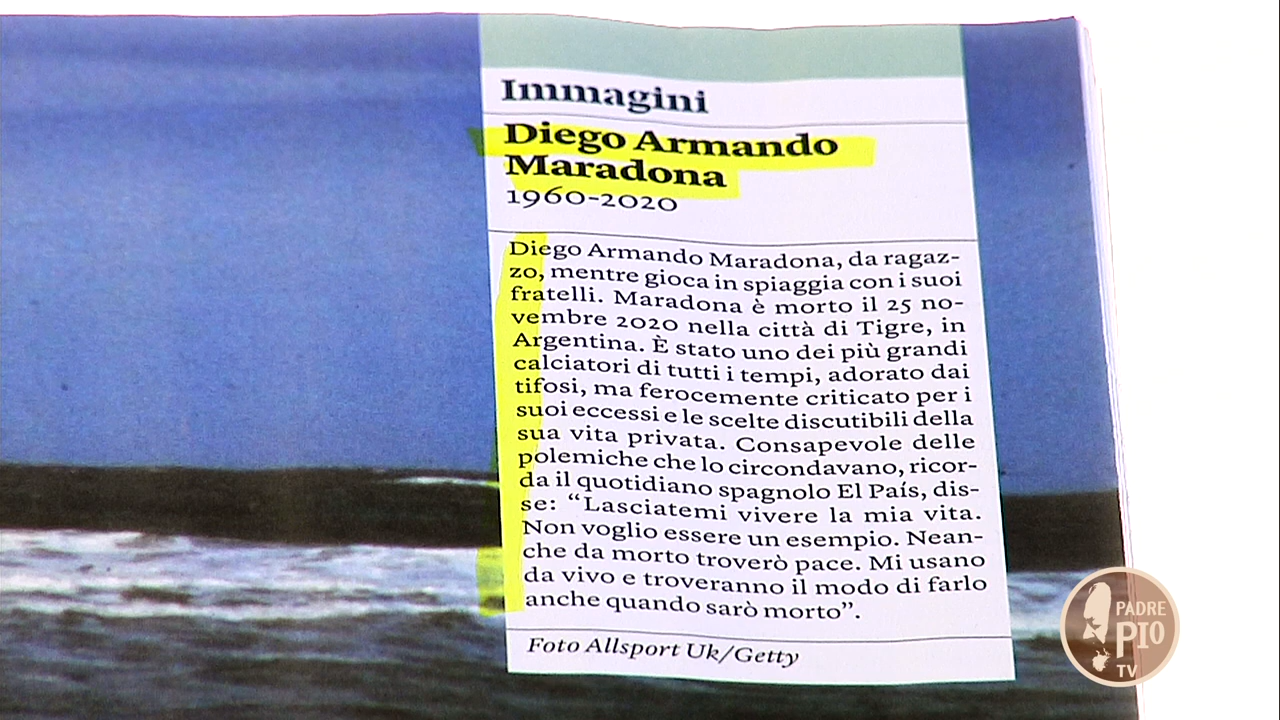 Immagini
Diego Armando
Maradona
1960-2020
Diego Armando Maradona, da ragaz-
zo, mentre gioca in spiaggia con i suoi
fratelli. Maradona è morto il 25 no-
vembre 2020 nella città di Tigre, in
Argentina. È stato uno dei più grandi
calciatori di tutti i tempi, adorato dai
tifosi, ma ferocemente criticato per i
suoi eccessi e le scelte discutibili della
sua vita privata. Consapevole delle
polemiche che lo circondavano, ricor-
da il quotidiano spagnolo El País, dis-
se: “Lasciatemi vivere la mia vita.
Non voglio essere un esempio. Nean-
che da morto troverò pace. Mi usano
da vivo e troveranno il modo di farlo
anche quando sarò morto”.
Foto Allsport Uk/Getty
PADRE
PIO
TV